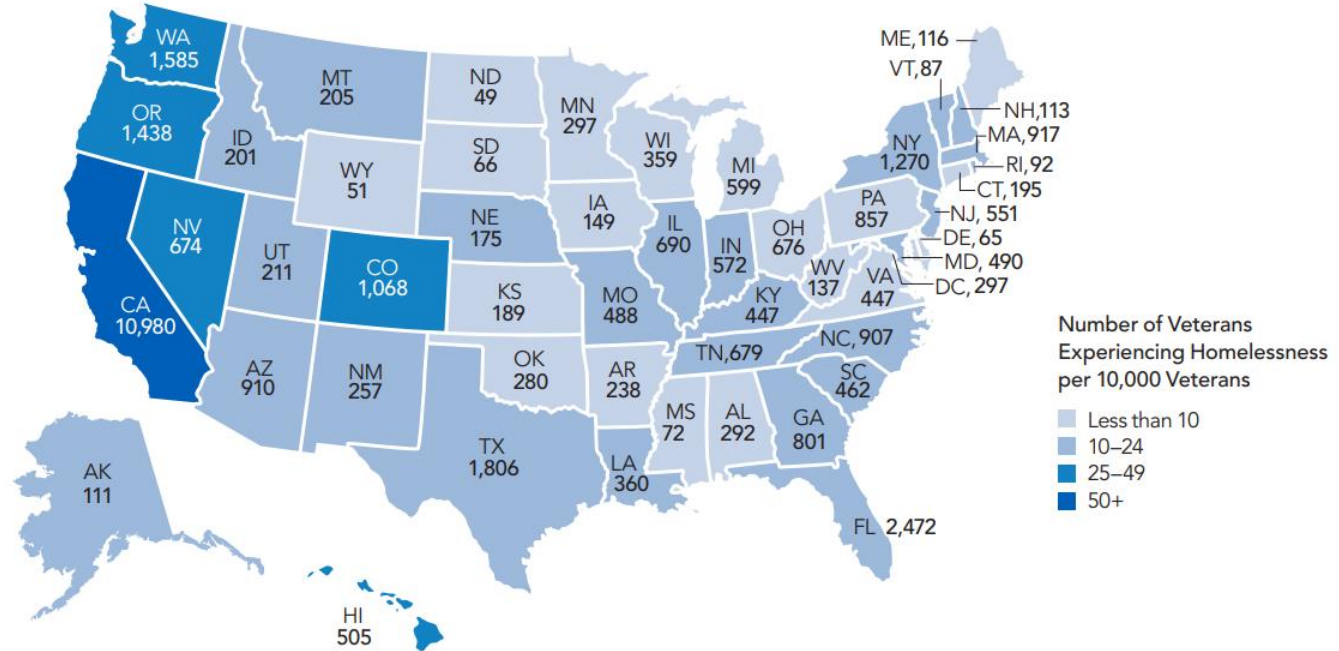 WA
1,585
OR
1,438
ID
201
MT
205
WY
51
ND
49
SD
66
NE
175
MN
297
WI
359
MI
599
IA
149
NV
674
UT
211
CO
1,068
KS
189
MO
488
IL
690
IN
572
OH
676
CA
10,980
AZ
910
NM
257
OK
280
AR
238
TX
1,806
LA
360
MS
72
AL
292
GA
801
TN,679
KY
447
WV
137
VA
447
NC, 907
SC
462
FL 2,472
PA
857
NY
1,270
ME, 116
VT, 87
NH, 113
MA, 917
RI, 92
CT, 195
NJ, 551
DE, 65
MD, 490
DC, 297
AK
111
HI
505
Number of Veterans
Experiencing Homelessness
per 10,000 Veterans
Less than 10
10–24
25–49
50+